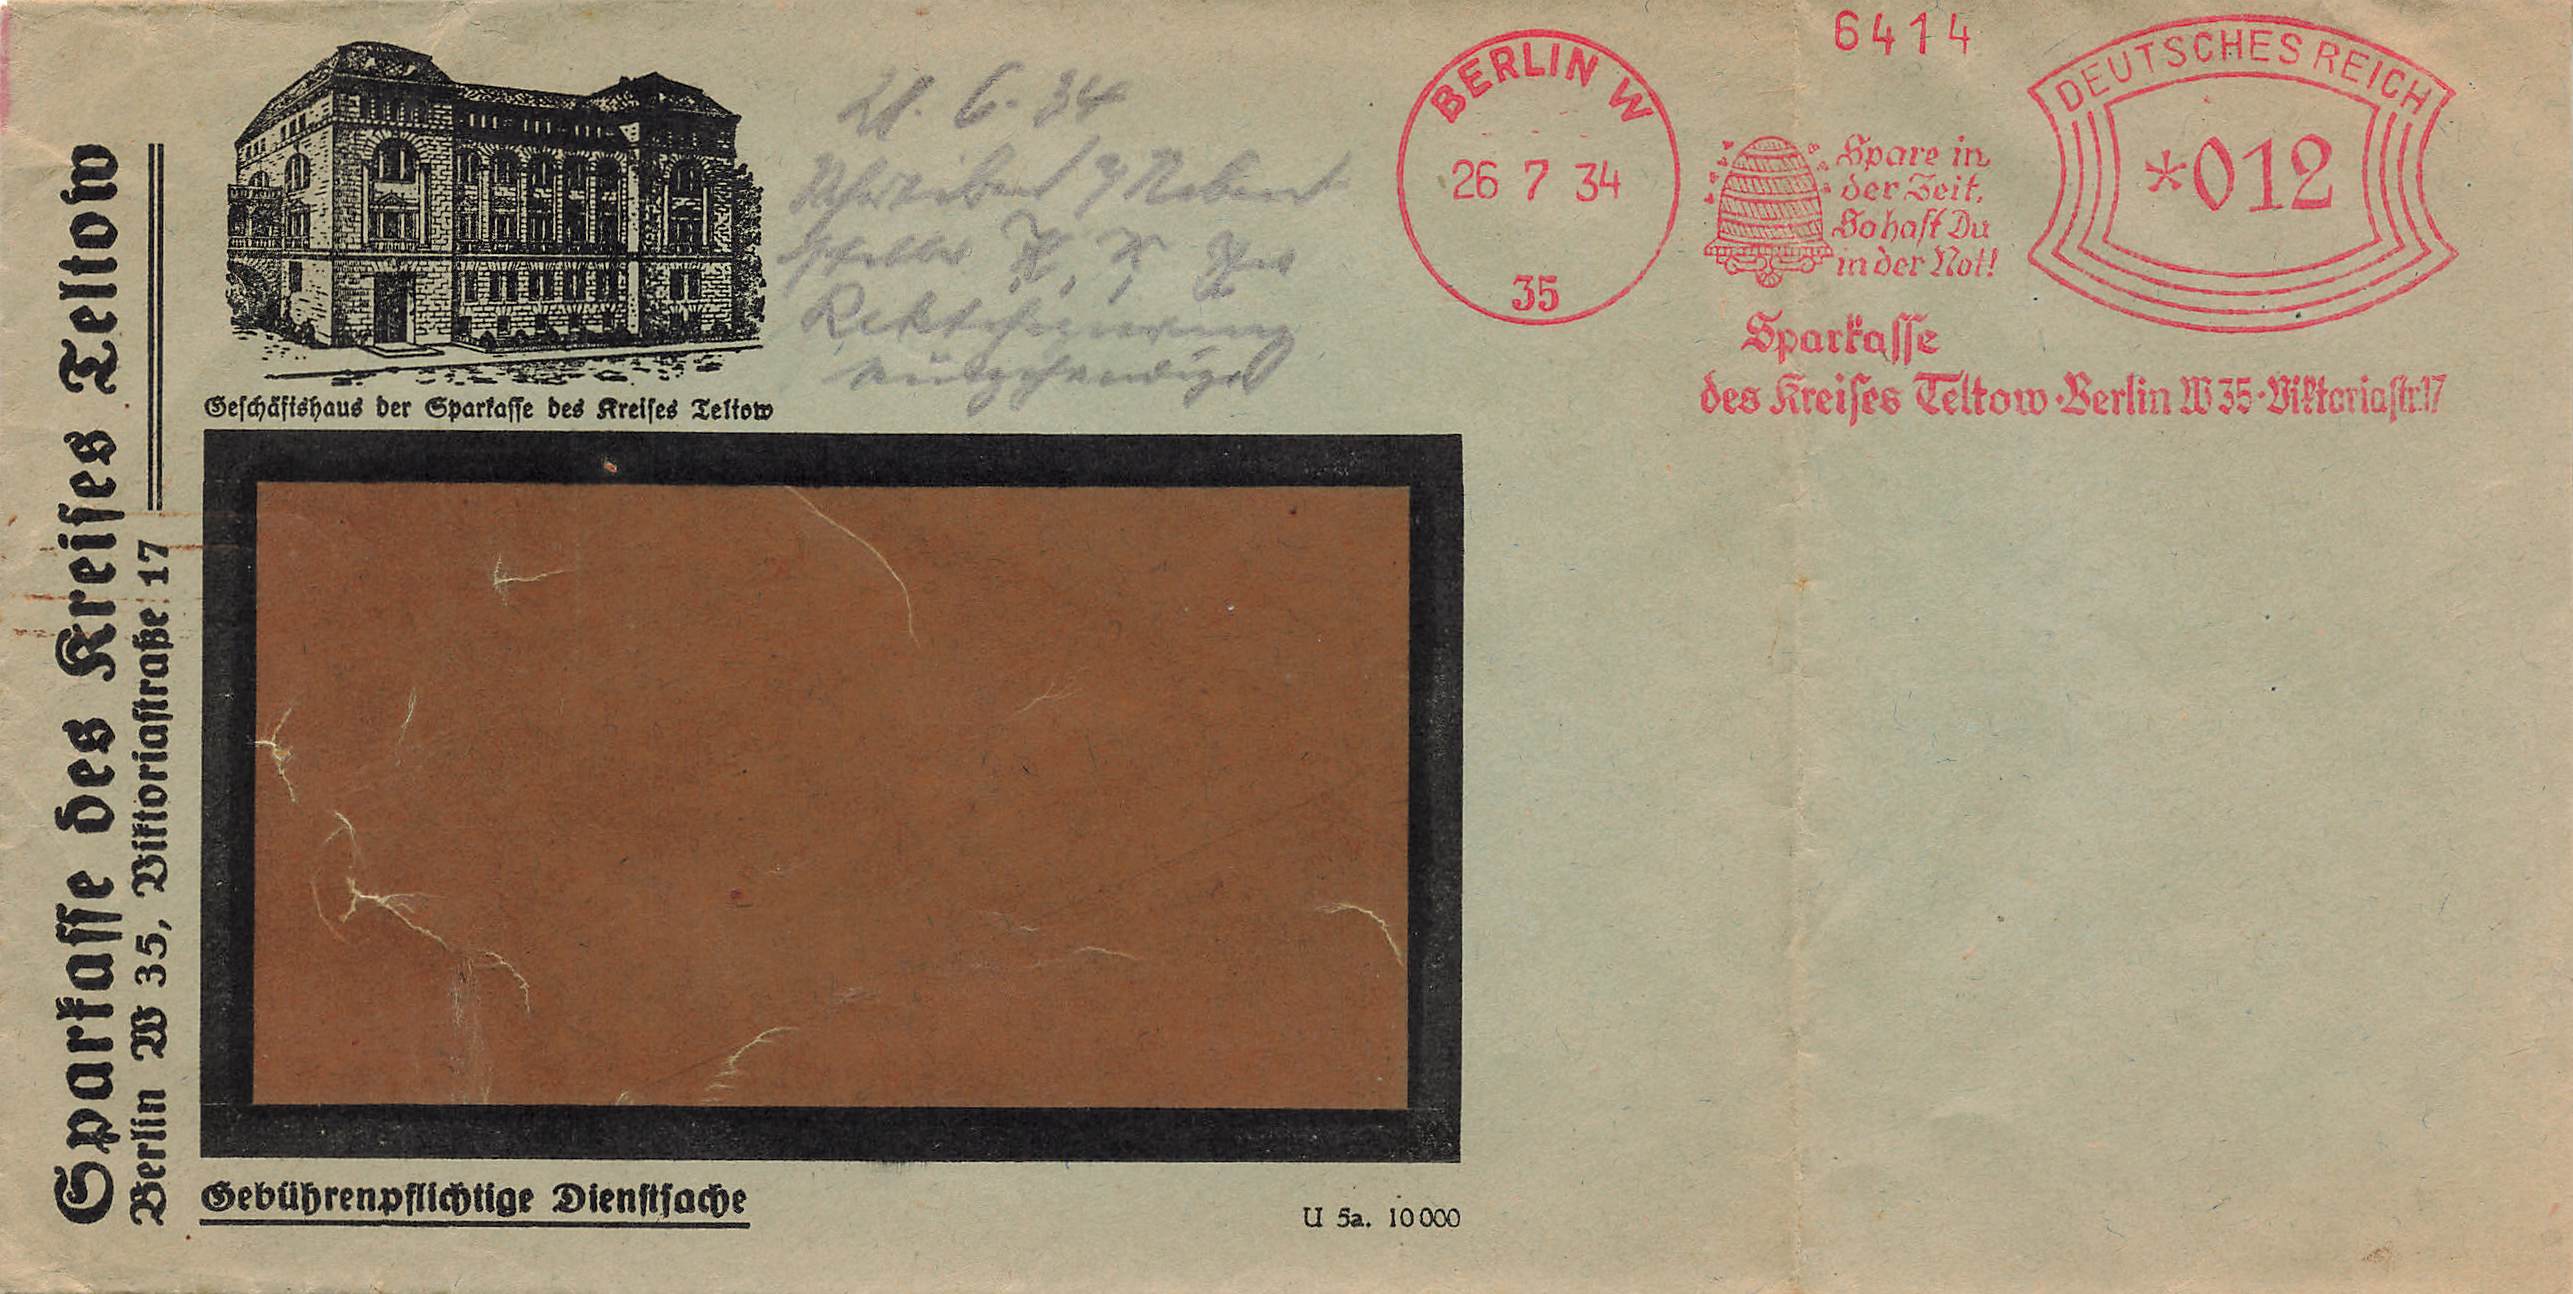 Sparkasse des Kreises Teltow
Berlin W 35, Viktoriastraße 17
Geschäftshaus der Sparkasse des Kreises Teltow
6. 34
BERLIN W
26 7 34
35
6414
Spare in
der Zeit,
So hast Du
in der Not!
DEUTSCHES REICH
*012
Sparkasse
des Kreises Teltow·Berlin W 35·Viktoriastr.17
Gebührenpflichtige Dienstsache
U 5a. 10 000